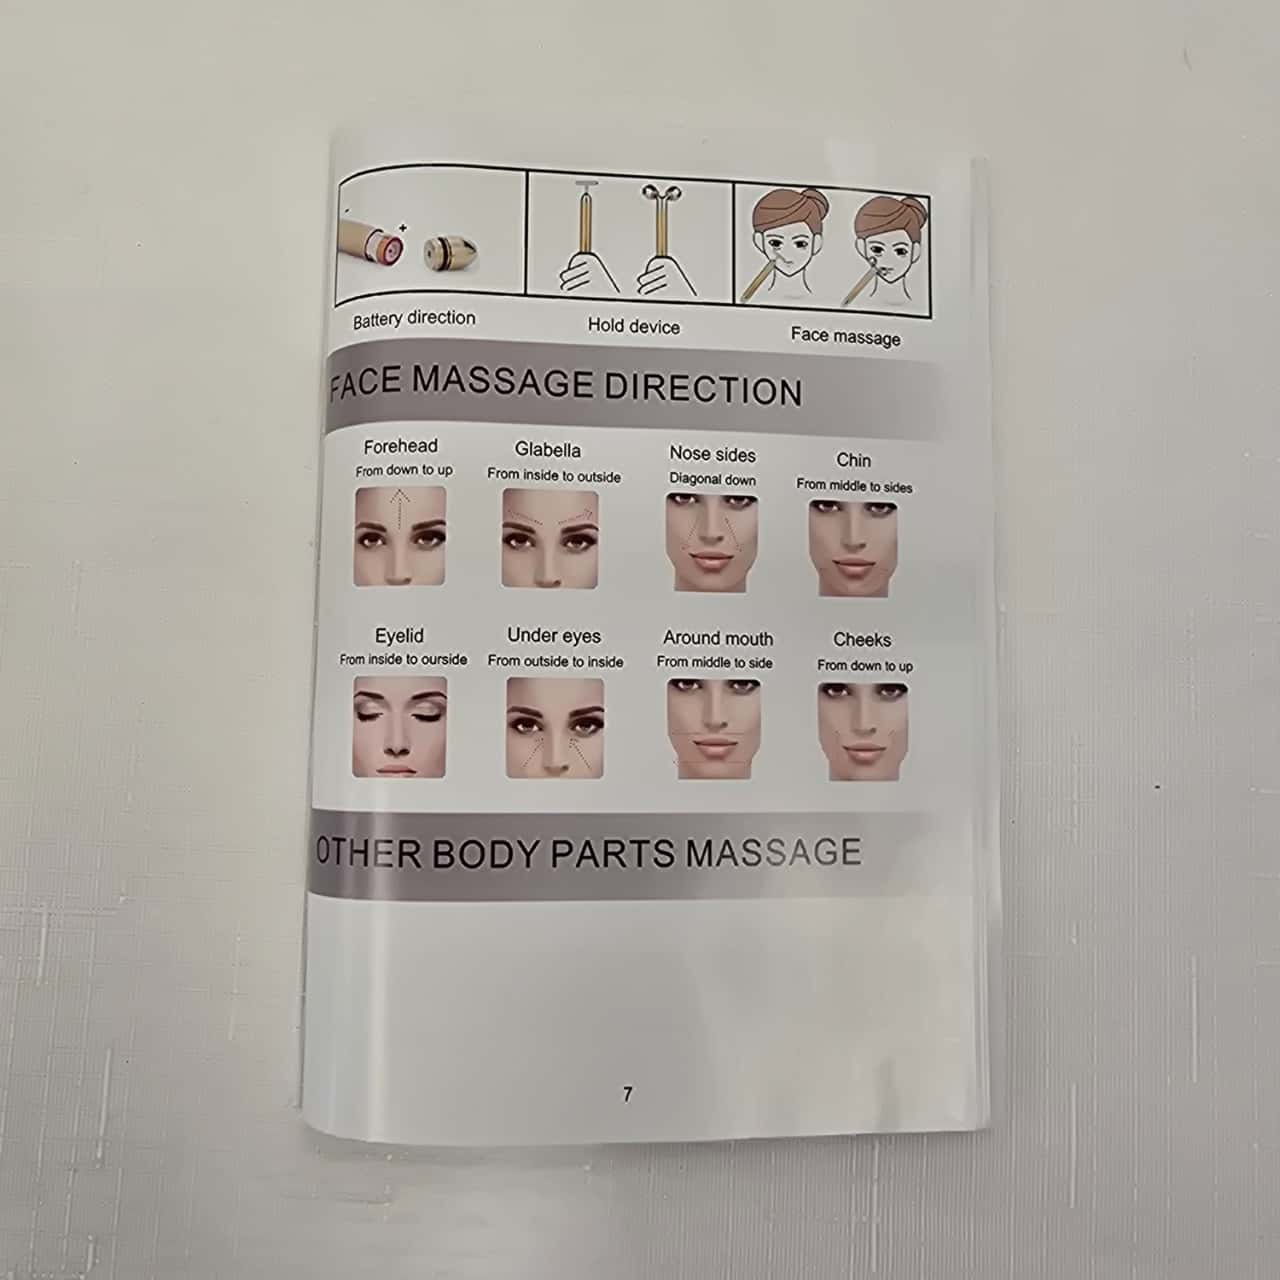 - +
Battery direction
Hold device
Face massage
FACE MASSAGE DIRECTION
Forehead
From down to up
Glabella
From inside to outside
Nose sides
Diagonal down
Chin
From middle to sides
Eyelid
From inside to ourside
Under eyes
From outside to inside
Around mouth
From middle to side
Cheeks
From down to up
OTHER BODY PARTS MASSAGE
7